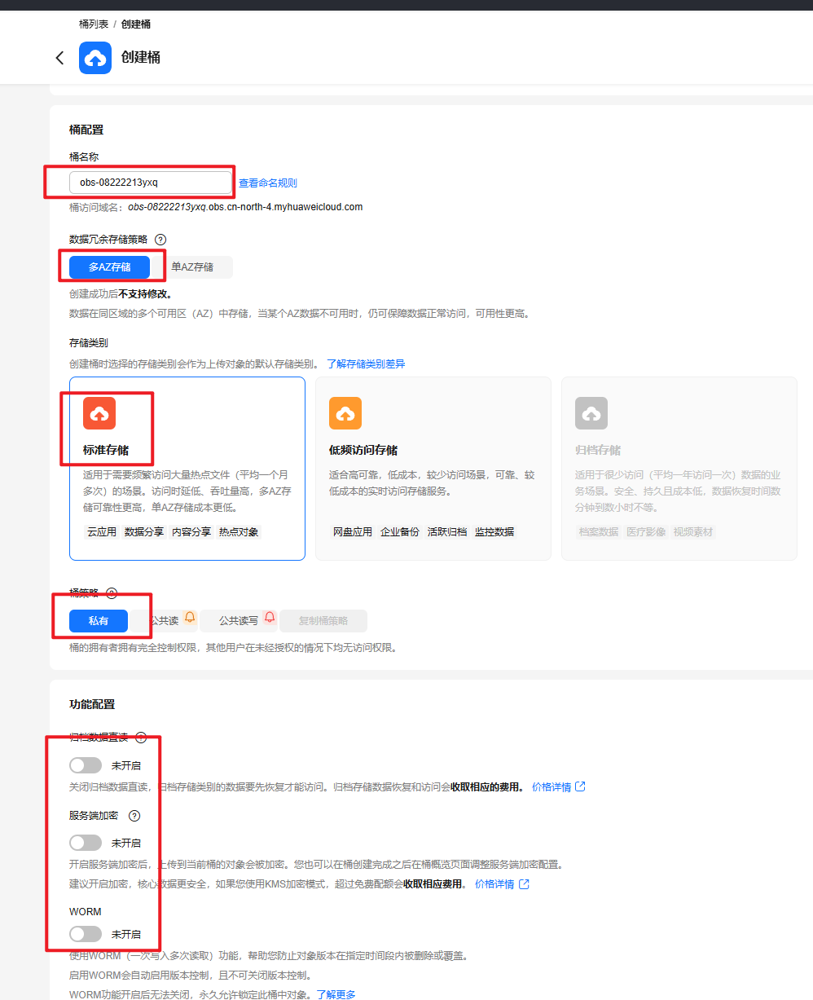 桶列表 / 创建桶
创建桶
桶配置
桶名称
obs-08222213yxq 查看命名规则
桶访问域名：obs-08222213yxq.obs.cn-north-4.myhuaweicloud.com
数据冗余存储策略 ?
多AZ存储 单AZ存储
创建成功后不支持修改。
数据在同区域的多个可用区（AZ）中存储，当某个AZ数据不可用时，仍可保障数据正常访问，可用性更高。
存储类别
创建桶时选择的存储类别会作为上传对象的默认存储类别。 了解存储类别差异
标准存储
适用于需要频繁访问大量热点文件（平均一个月
多次）的场景。访问时延低、吞吐量高，多AZ存
储可靠性更高，单AZ存储成本更低。
云应用 数据分享 内容分享 热点对象
低频访问存储
适合高可靠，低成本，较少访问场景，可靠、较
低成本的实时访问存储服务。
网盘应用 企业备份 活跃归档 监控数据
归档存储
适用于很少访问（平均一年访问一次）数据的业
务场景。安全、持久且成本低，数据恢复时间数
分钟到数小时不等。
档案数据 医疗影像 视频素材
桶策略 ?
私有 公共读 公共读写 复制桶策略
桶的拥有者拥有完全控制权限，其他用户在未经授权的情况下均无访问权限。
功能配置
归档数据直读 ?
未开启
关闭归档数据直读，归档存储类别的数据要先恢复才能访问。归档存储数据恢复和访问会收取相应的费用。 价格详情
服务端加密 ?
未开启
开启服务端加密后，上传到当前桶的对象会被加密。您也可以在桶创建完成之后在桶概览页面调整服务端加密配置。
建议开启加密，核心数据更安全，如果您使用KMS加密模式，超过免费配额会收取相应费用。 价格详情
WORM
未开启
使用WORM（一次写入多次读取）功能，帮助您防止对象版本在指定时间段内被删除或覆盖。
启用WORM会自动启用版本控制，且不可关闭版本控制。
WORM功能开启后无法关闭，永久允许锁定此桶中对象。了解更多